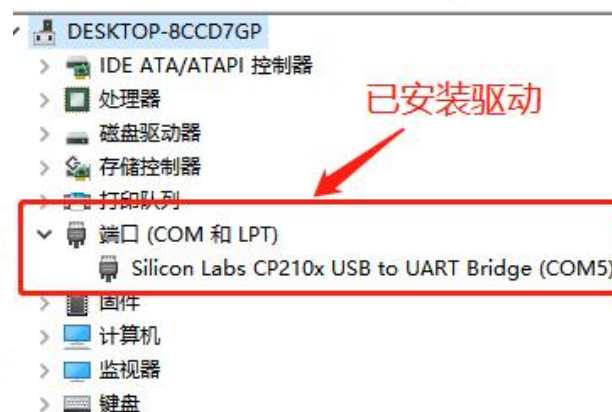 DESKTOP-8CCD7GP
IDE ATA/ATAPI 控制器
处理器
已安装驱动
磁盘驱动器
存储控制器
打印队列
端口 (COM 和 LPT)
Silicon Labs CP210x USB to UART Bridge (COM5)
固件
计算机
监视器
键盘